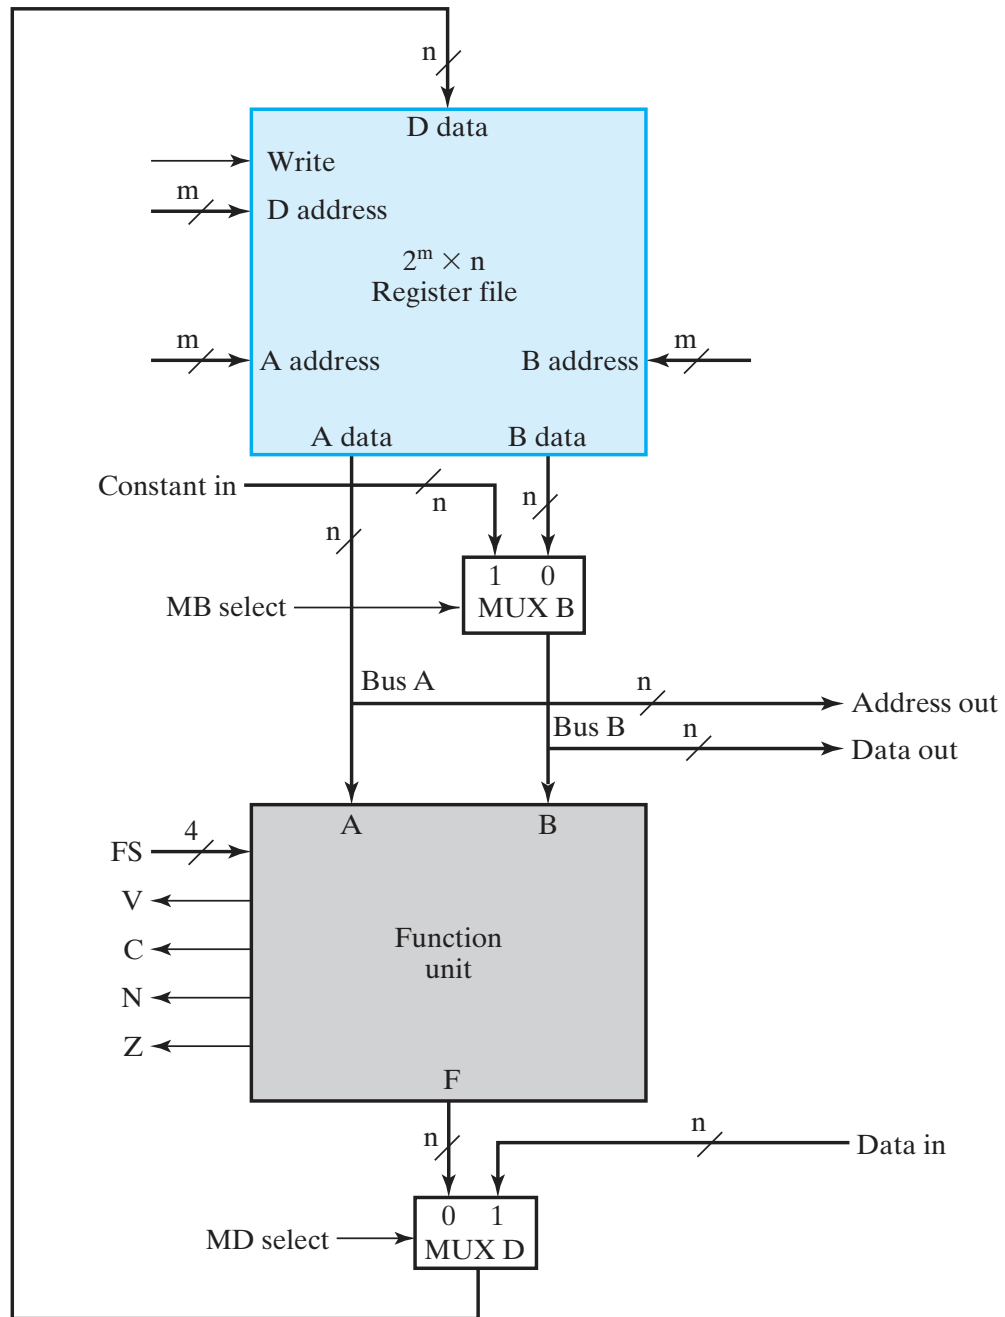 n
D data
Write
m
D address
2ᵐ × n
Register file
m
A address
B address
m
A data
B data
Constant in
n
n
n
1 0
MUX B
MB select
Bus A
n
Address out
Bus B
n
Data out
A
B
FS
4
V
C
N
Z
Function
unit
F
n
n
Data in
0 1
MUX D
MD select